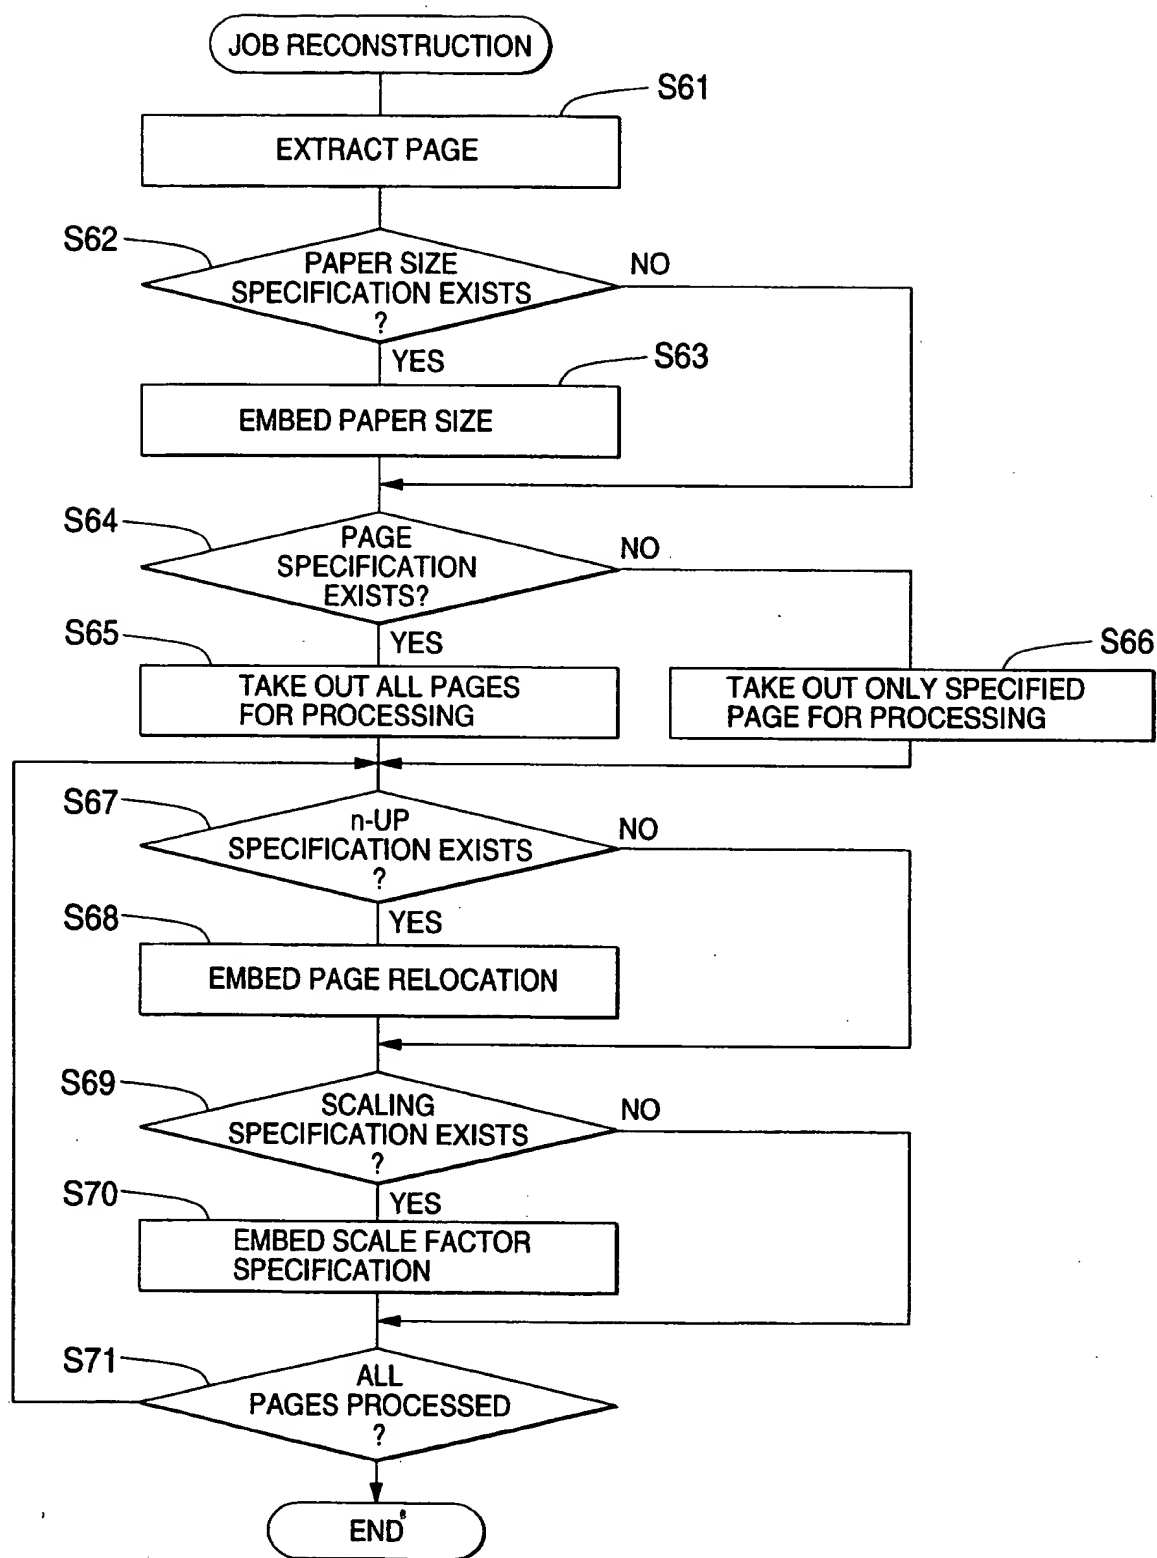 JOB RECONSTRUCTION
S61
EXTRACT PAGE
S62
PAPER SIZE
SPECIFICATION EXISTS
?
NO
YES
S63
EMBED PAPER SIZE
S64
PAGE
SPECIFICATION
EXISTS?
NO
YES
S65
TAKE OUT ALL PAGES
FOR PROCESSING
S66
TAKE OUT ONLY SPECIFIED
PAGE FOR PROCESSING
S67
n-UP
SPECIFICATION EXISTS
?
NO
YES
S68
EMBED PAGE RELOCATION
S69
SCALING
SPECIFICATION EXISTS
?
NO
YES
S70
EMBED SCALE FACTOR
SPECIFICATION
S71
ALL
PAGES PROCESSED
?
END